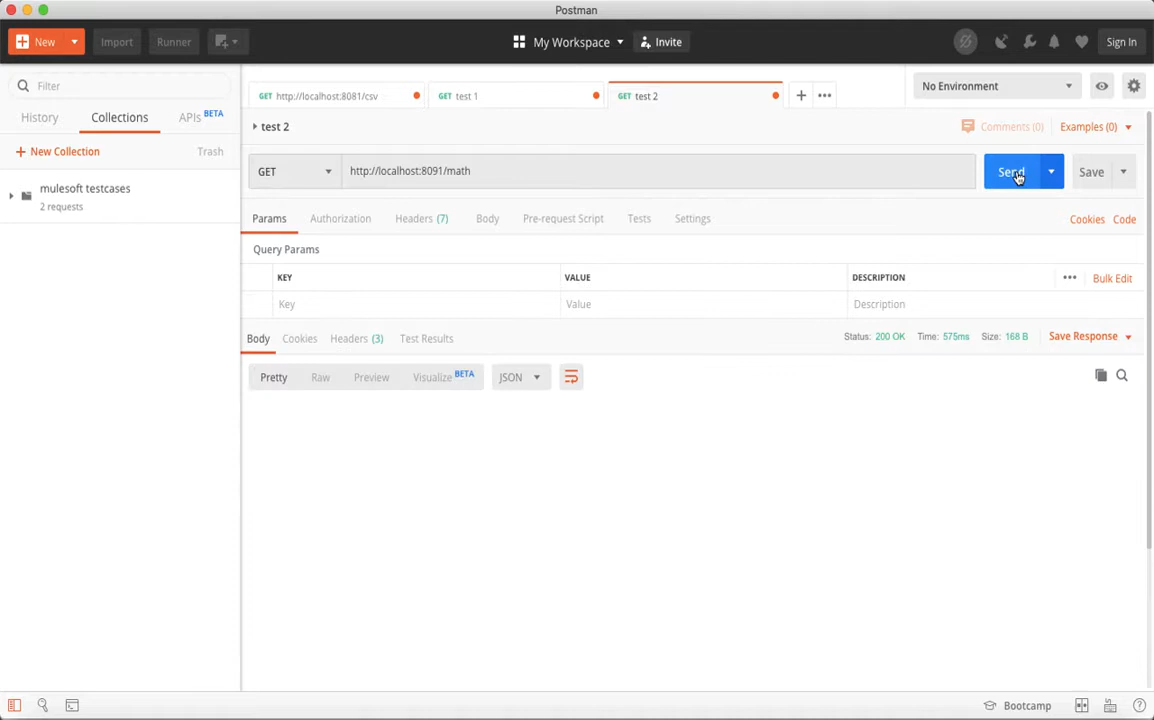 Postman
New
Import
Runner
My Workspace
Invite
Sign In
Filter
History
Collections
APIs BETA
New Collection
Trash
mulesoft testcases
2 requests
GET http://localhost:8081/csv
GET test 1
GET test 2
No Environment
test 2
Comments (0)
Examples (0)
GET
http://localhost:8091/math
Send
Save
Params
Authorization
Headers (7)
Body
Pre-request Script
Tests
Settings
Cookies
Code
Query Params
KEY
VALUE
DESCRIPTION
Bulk Edit
Key
Value
Description
Body
Cookies
Headers (3)
Test Results
Status: 200 OK
Time: 575ms
Size: 168 B
Save Response
Pretty
Raw
Preview
Visualize BETA
JSON
Bootcamp